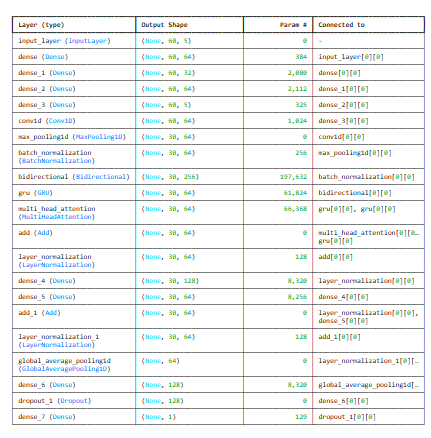 Layer (type) Output Shape Param # Connected to
input_layer (InputLayer) (None, 60, 5) 0 -
dense (Dense) (None, 60, 64) 384 input_layer[0][0]
dense_1 (Dense) (None, 60, 32) 2,080 dense[0][0]
dense_2 (Dense) (None, 60, 64) 2,112 dense_1[0][0]
dense_3 (Dense) (None, 60, 5) 325 dense_2[0][0]
conv1d (Conv1D) (None, 60, 64) 1,024 dense_3[0][0]
max_pooling1d (MaxPooling1D) (None, 30, 64) 0 conv1d[0][0]
batch_normalization (None, 30, 64) 256 max_pooling1d[0][0]
(BatchNormalization)
bidirectional (Bidirectional) (None, 30, 256) 197,632 batch_normalization[0][0]
gru (GRU) (None, 30, 64) 61,824 bidirectional[0][0]
multi_head_attention (None, 30, 64) 66,368 gru[0][0], gru[0][0]
(MultiHeadAttention)
add (Add) (None, 30, 64) 0 multi_head_attention[0][0…
gru[0][0]
layer_normalization (None, 30, 64) 128 add[0][0]
(LayerNormalization)
dense_4 (Dense) (None, 30, 128) 8,320 layer_normalization[0][0]
dense_5 (Dense) (None, 30, 64) 8,256 dense_4[0][0]
add_1 (Add) (None, 30, 64) 0 layer_normalization[0][0],
dense_5[0][0]
layer_normalization_1 (None, 30, 64) 128 add_1[0][0]
(LayerNormalization)
global_average_pooling1d (None, 64) 0 layer_normalization_1[0][…
(GlobalAveragePooling1D)
dense_6 (Dense) (None, 128) 8,320 global_average_pooling1d[…
dropout_1 (Dropout) (None, 128) 0 dense_6[0][0]
dense_7 (Dense) (None, 1) 129 dropout_1[0][0]